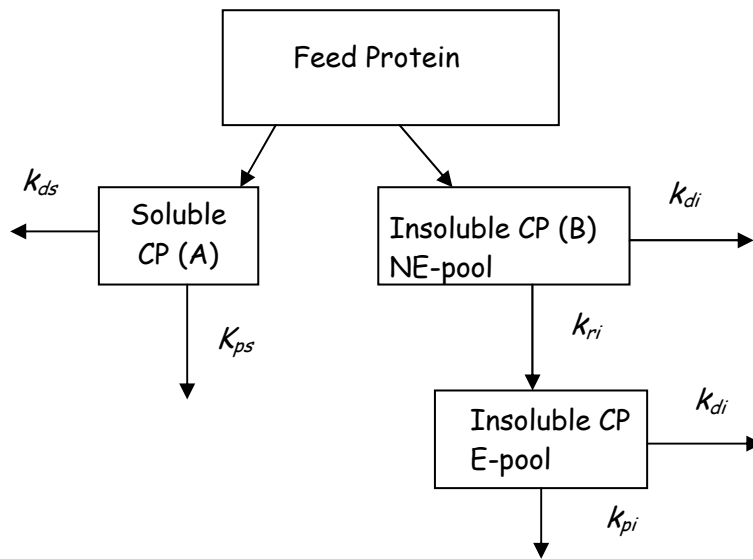 Feed Protein
k_ds
Soluble
CP (A)
Insoluble CP (B)
NE-pool
k_di
K_ps
k_ri
Insoluble CP
E-pool
k_di
k_pi